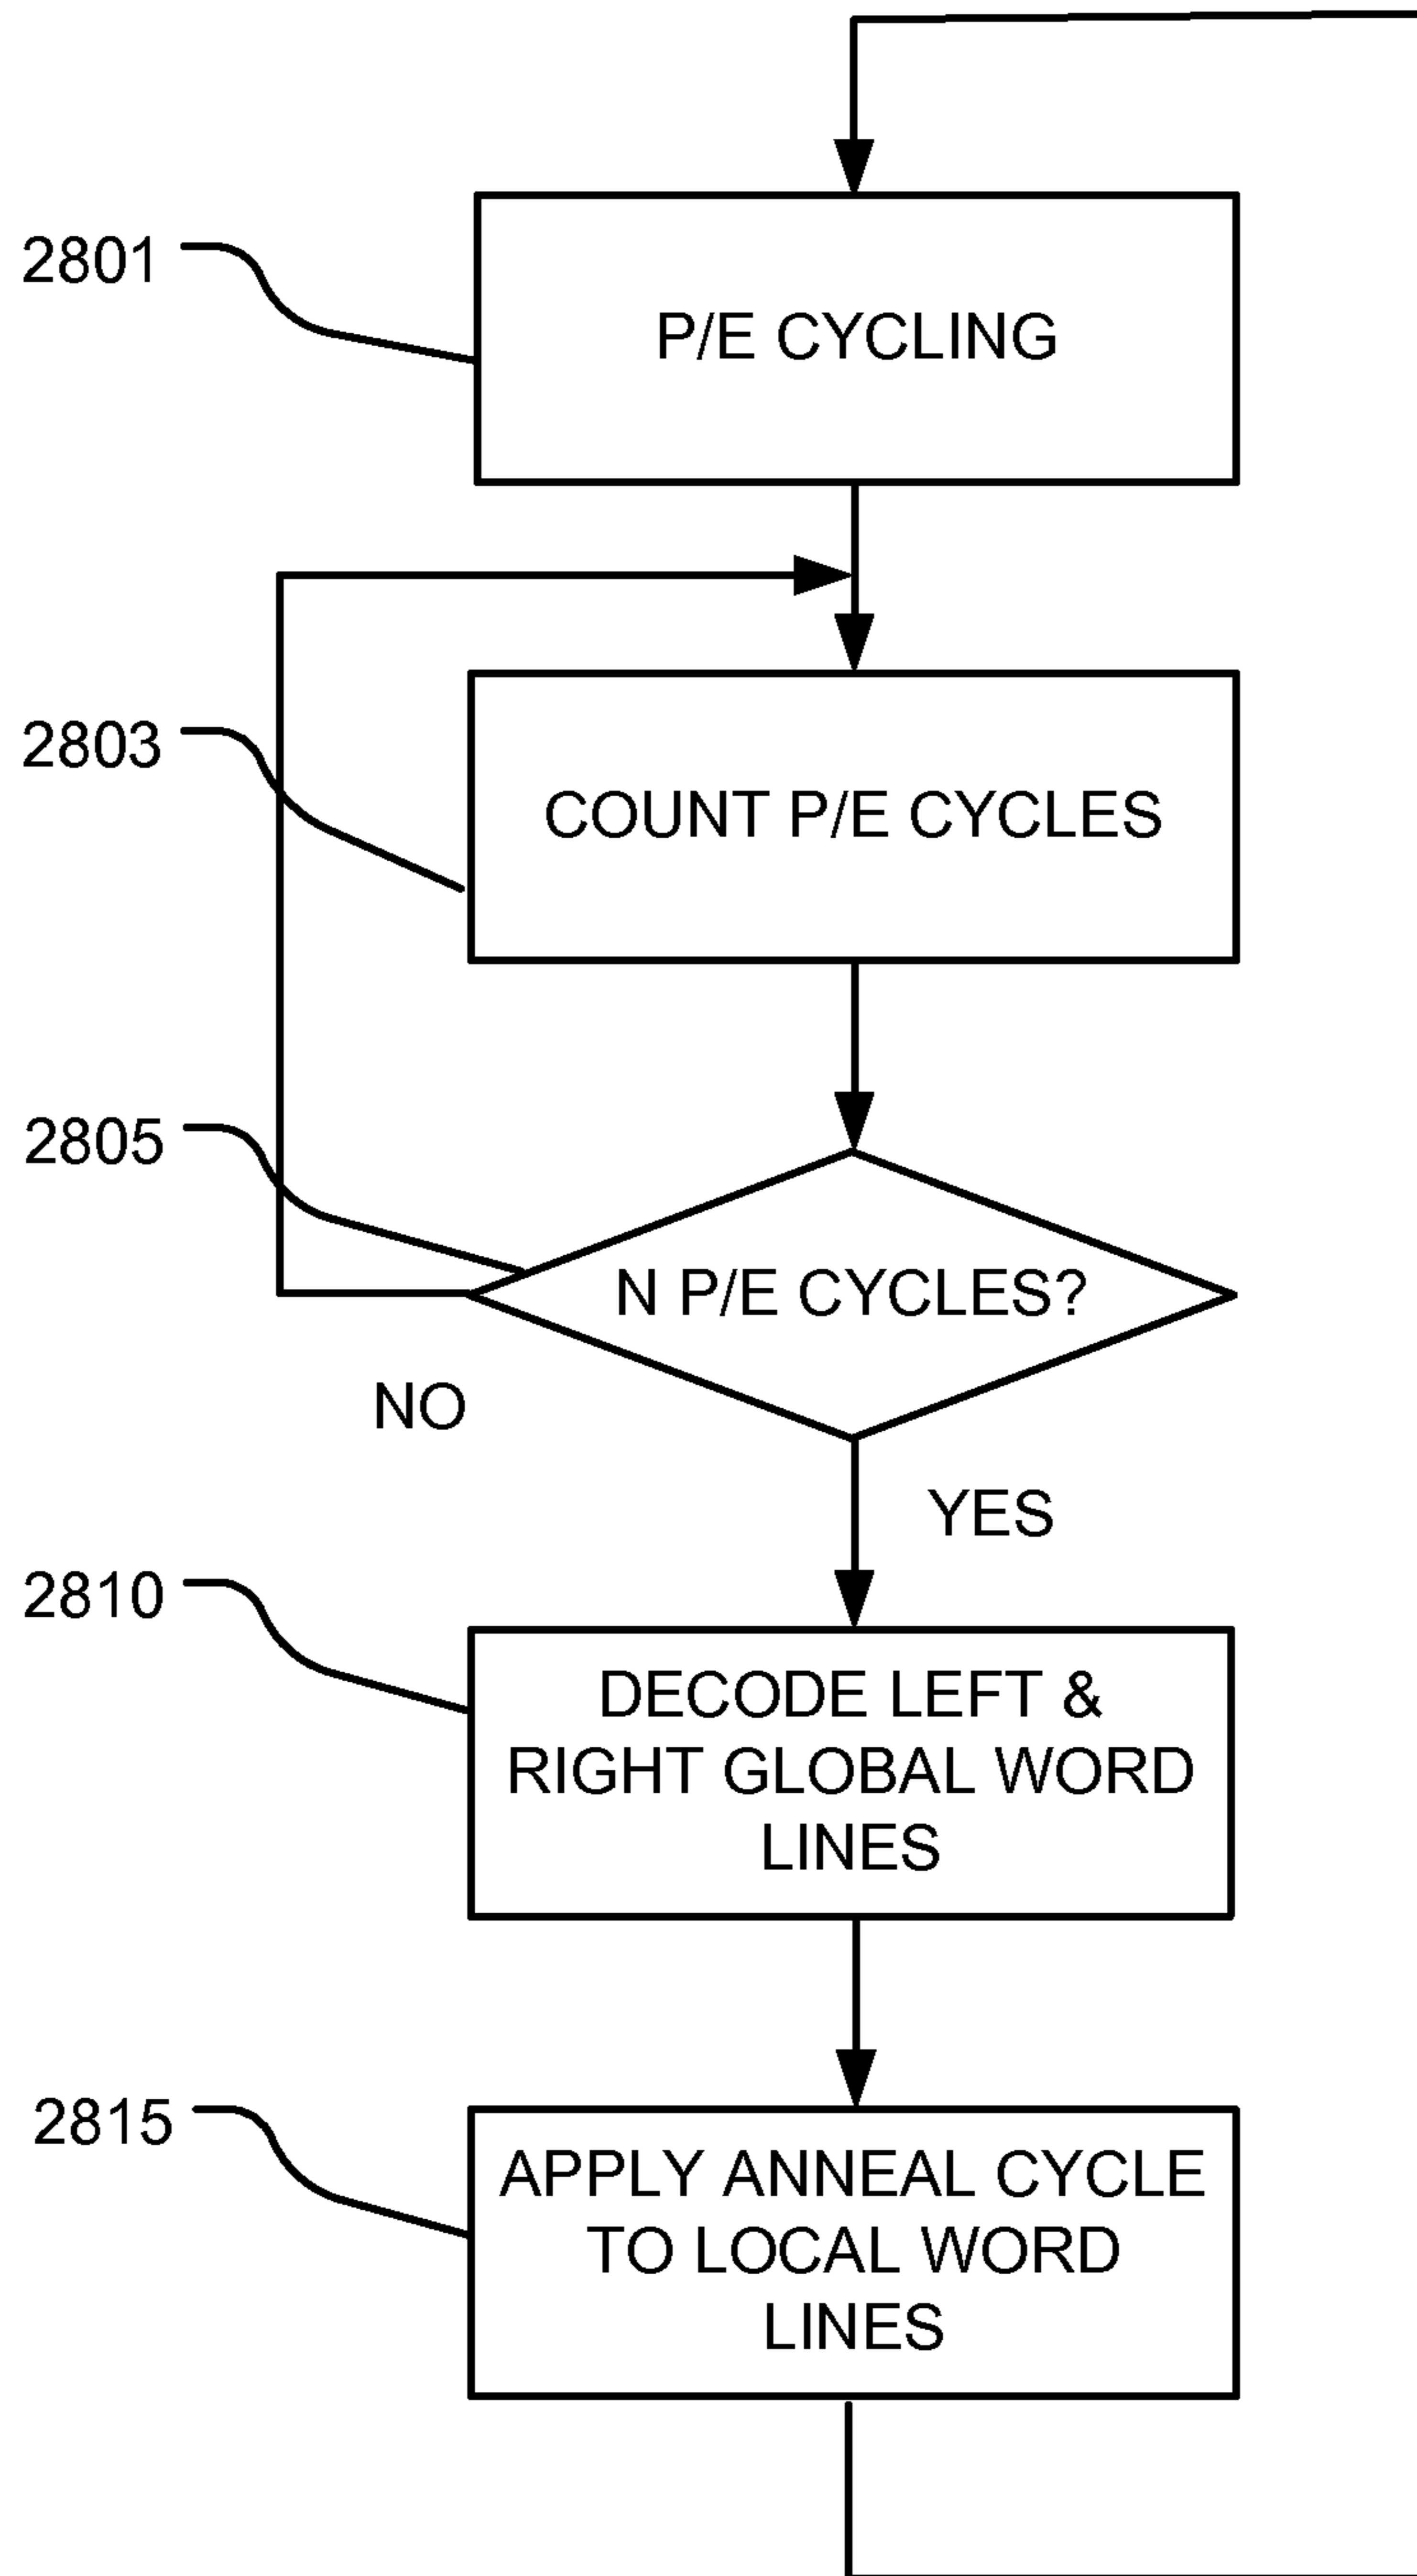 2801
P/E CYCLING
2803
COUNT P/E CYCLES
2805
N P/E CYCLES?
NO
YES
2810
DECODE LEFT &
RIGHT GLOBAL WORD
LINES
2815
APPLY ANNEAL CYCLE
TO LOCAL WORD
LINES